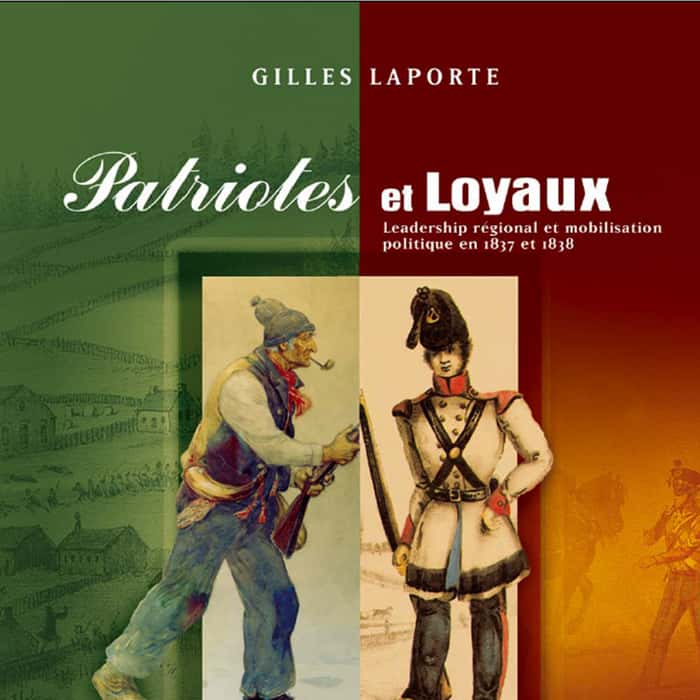 GILLES LAPORTE
Patriotes et Loyaux
Leadership régional et mobilisation
politique en 1837 et 1838